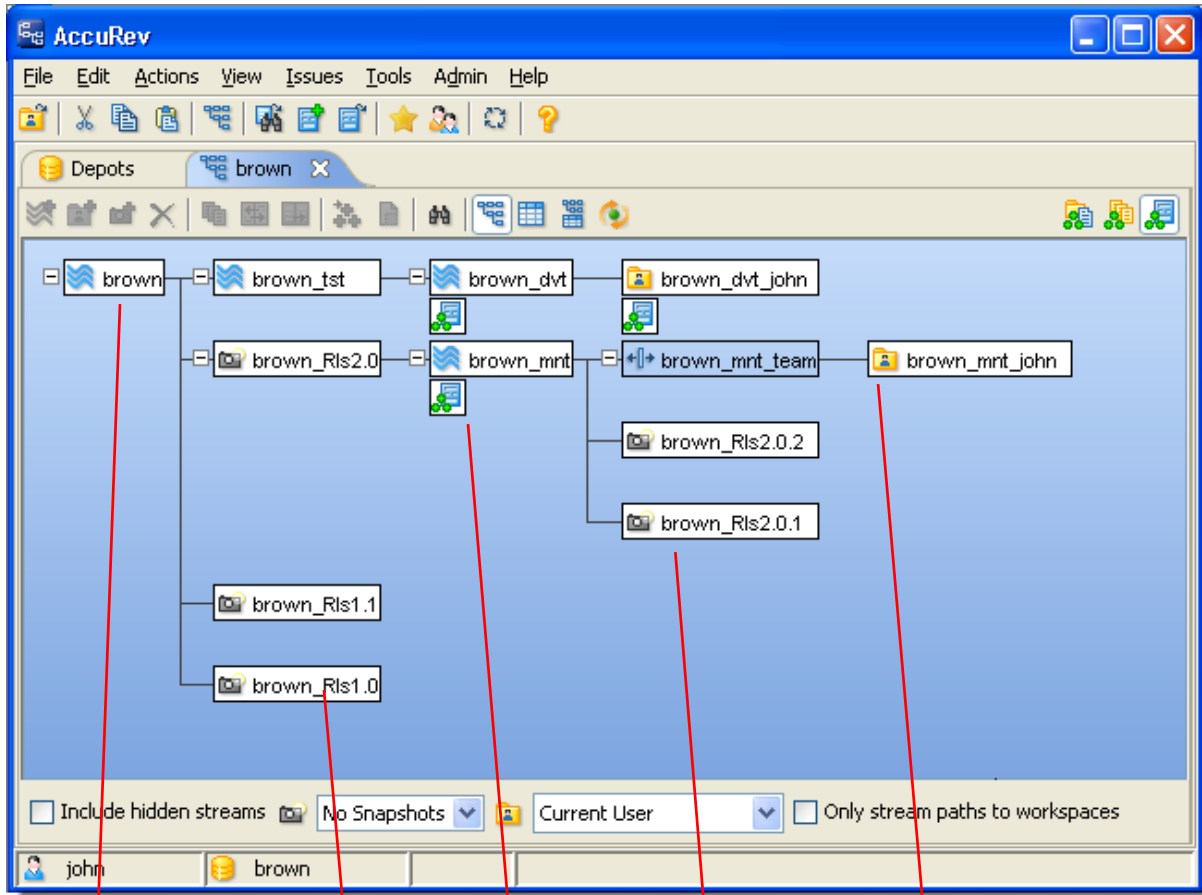 AccuRev
File Edit Actions View Issues Tools Admin Help
Depots brown
brown brown_tst brown_dvt brown_dvt_john
brown_Rls2.0 brown_mnt brown_mnt_team brown_mnt_john
brown_Rls2.0.2
brown_Rls2.0.1
brown_Rls1.1
brown_Rls1.0
Include hidden streams No Snapshots Current User Only stream paths to workspaces
john brown